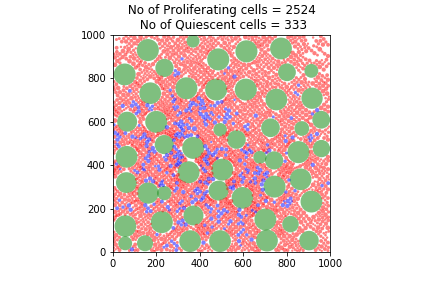 No of Proliferating cells = 2524
No of Quiescent cells = 333
1000
800
600
400
200
0
0 200 400 600 800 1000